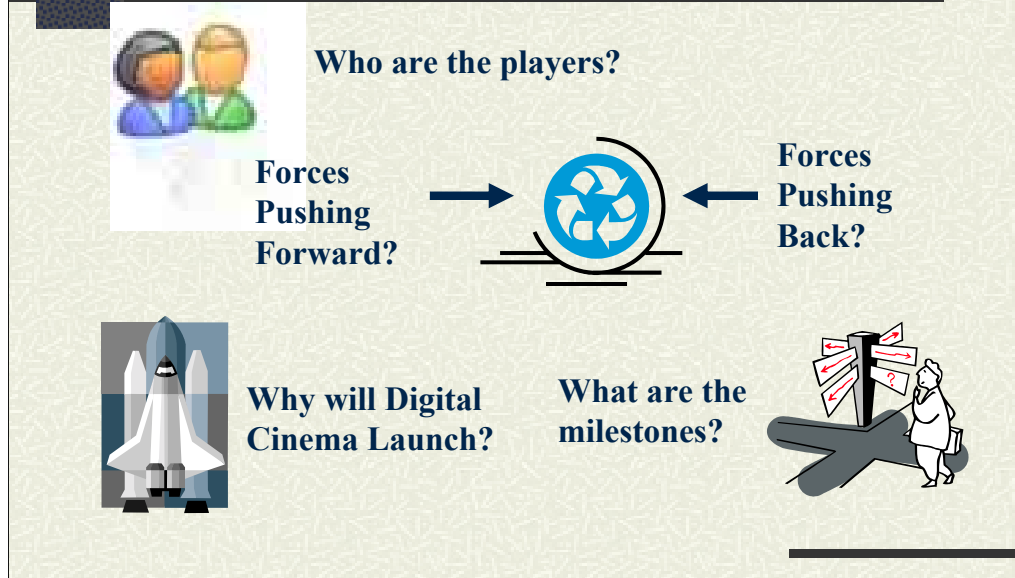 Who are the players?
Forces
Pushing
Forward?
Forces
Pushing
Back?
Why will Digital
Cinema Launch?
What are the
milestones?
?